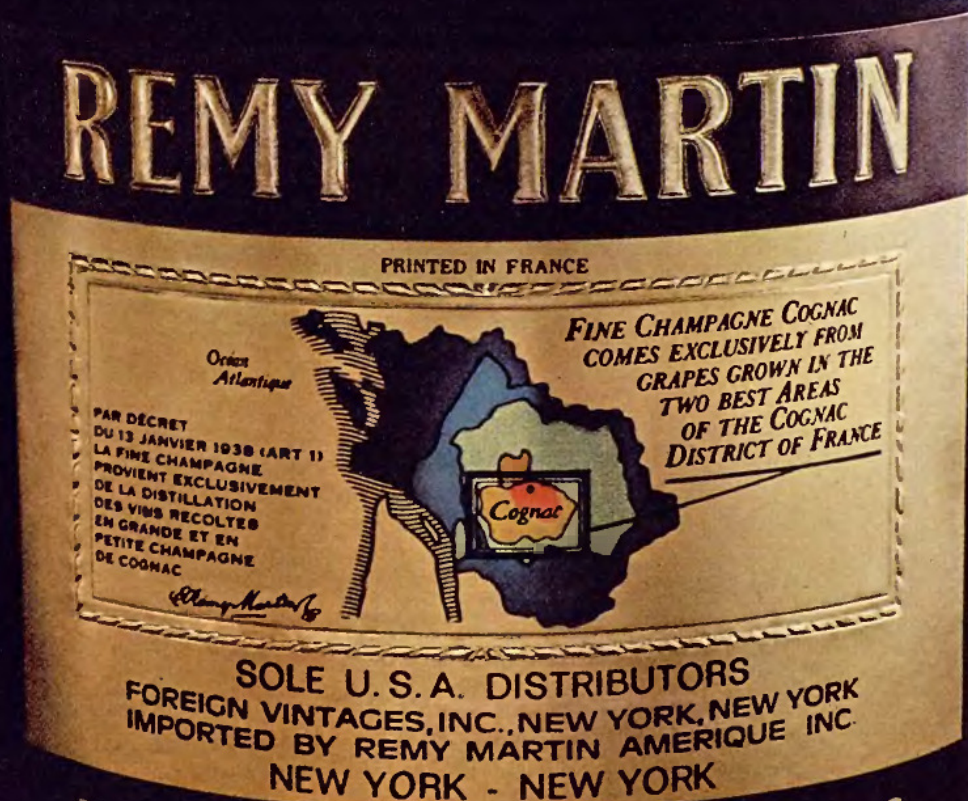 REMY MARTIN
PRINTED IN FRANCE
Océan
Atlantique
PAR DÉCRET
DU 13 JANVIER 1938 (ART 1)
LA FINE CHAMPAGNE
PROVIENT EXCLUSIVEMENT
DE LA DISTILLATION
DES VINS RECOLTES
EN GRANDE ET EN
PETITE CHAMPAGNE
DE COGNAC
Remy Martin
FINE CHAMPAGNE COGNAC
COMES EXCLUSIVELY FROM
GRAPES GROWN IN THE
TWO BEST AREAS
OF THE COGNAC
DISTRICT OF FRANCE
Cognac
SOLE U.S.A. DISTRIBUTORS
FOREIGN VINTAGES, INC., NEW YORK, NEW YORK
IMPORTED BY REMY MARTIN AMERIQUE INC.
NEW YORK - NEW YORK